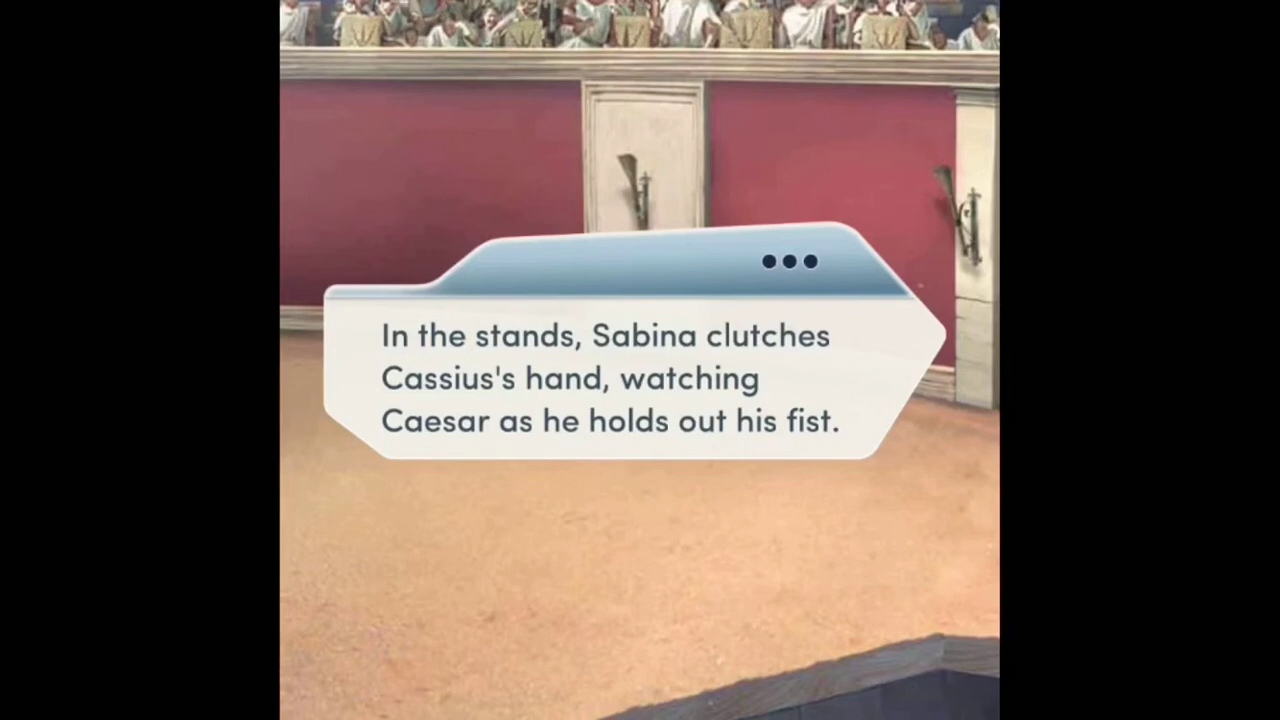 In the stands, Sabina clutches
Cassius's hand, watching
Caesar as he holds out his fist.